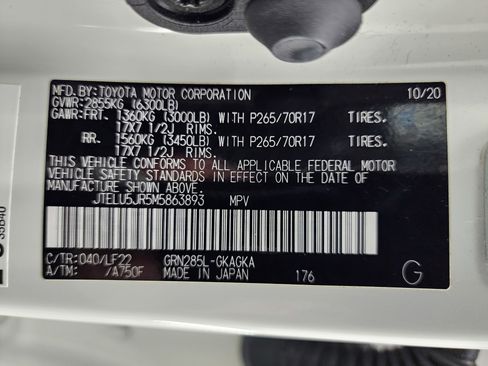 MFD. BY: TOYOTA MOTOR CORPORATION 10/20
GVWR: 2855KG (6300LB)
GAWR: FRT. 1360KG (3000LB) WITH P265/70R17 TIRES.
17X7 1/2J RIMS.
RR. 1560KG (3450LB) WITH P265/70R17 TIRES.
17X7 1/2J RIMS.
THIS VEHICLE CONFORMS TO ALL APPLICABLE FEDERAL MOTOR
VEHICLE SAFETY STANDARDS IN EFFECT ON THE DATE OF
MANUFACTURE SHOWN ABOVE.
JTELU5JR5M5863893 MPV
C/TR: 040/LF22 GRN285L-GKAGKA
A/TM: /A750F MADE IN JAPAN 176 G
35B40